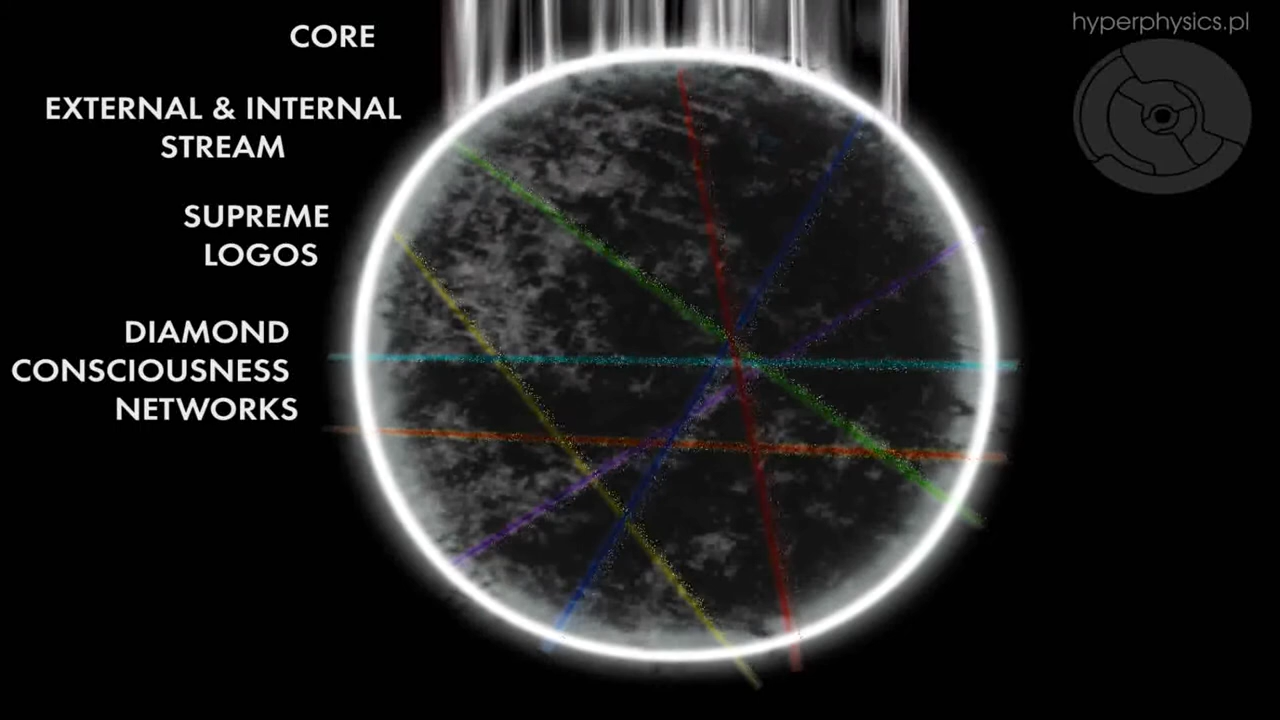 CORE
EXTERNAL & INTERNAL
STREAM
SUPREME
LOGOS
DIAMOND
CONSCIOUSNESS
NETWORKS
hyperphysics.pl